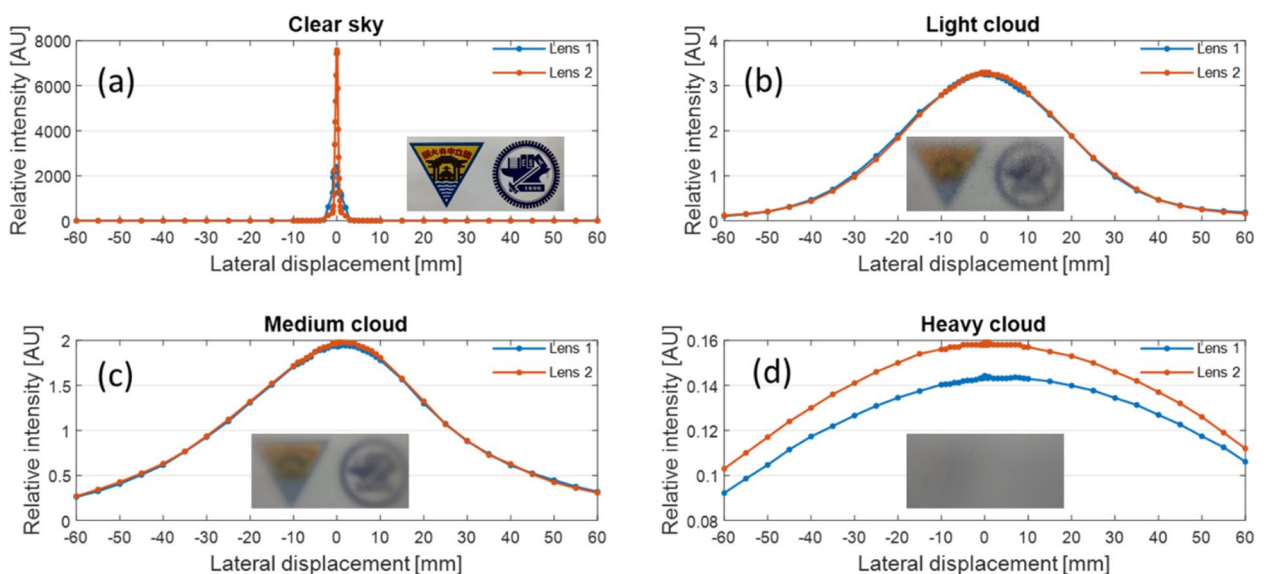 Clear sky
Relative intensity [AU]
8000
6000
4000
2000
0
(a)
Lens 1
Lens 2
1896
-60 -50 -40 -30 -20 -10 0 10 20 30 40 50 60
Lateral displacement [mm]
Light cloud
Relative intensity [AU]
4
3
2
1
0
(b)
Lens 1
Lens 2
-60 -50 -40 -30 -20 -10 0 10 20 30 40 50 60
Lateral displacement [mm]
Medium cloud
Relative intensity [AU]
2
1.5
1
0.5
0
(c)
Lens 1
Lens 2
-60 -50 -40 -30 -20 -10 0 10 20 30 40 50 60
Lateral displacement [mm]
Heavy cloud
Relative intensity [AU]
0.16
0.14
0.12
0.1
0.08
(d)
Lens 1
Lens 2
-60 -50 -40 -30 -20 -10 0 10 20 30 40 50 60
Lateral displacement [mm]